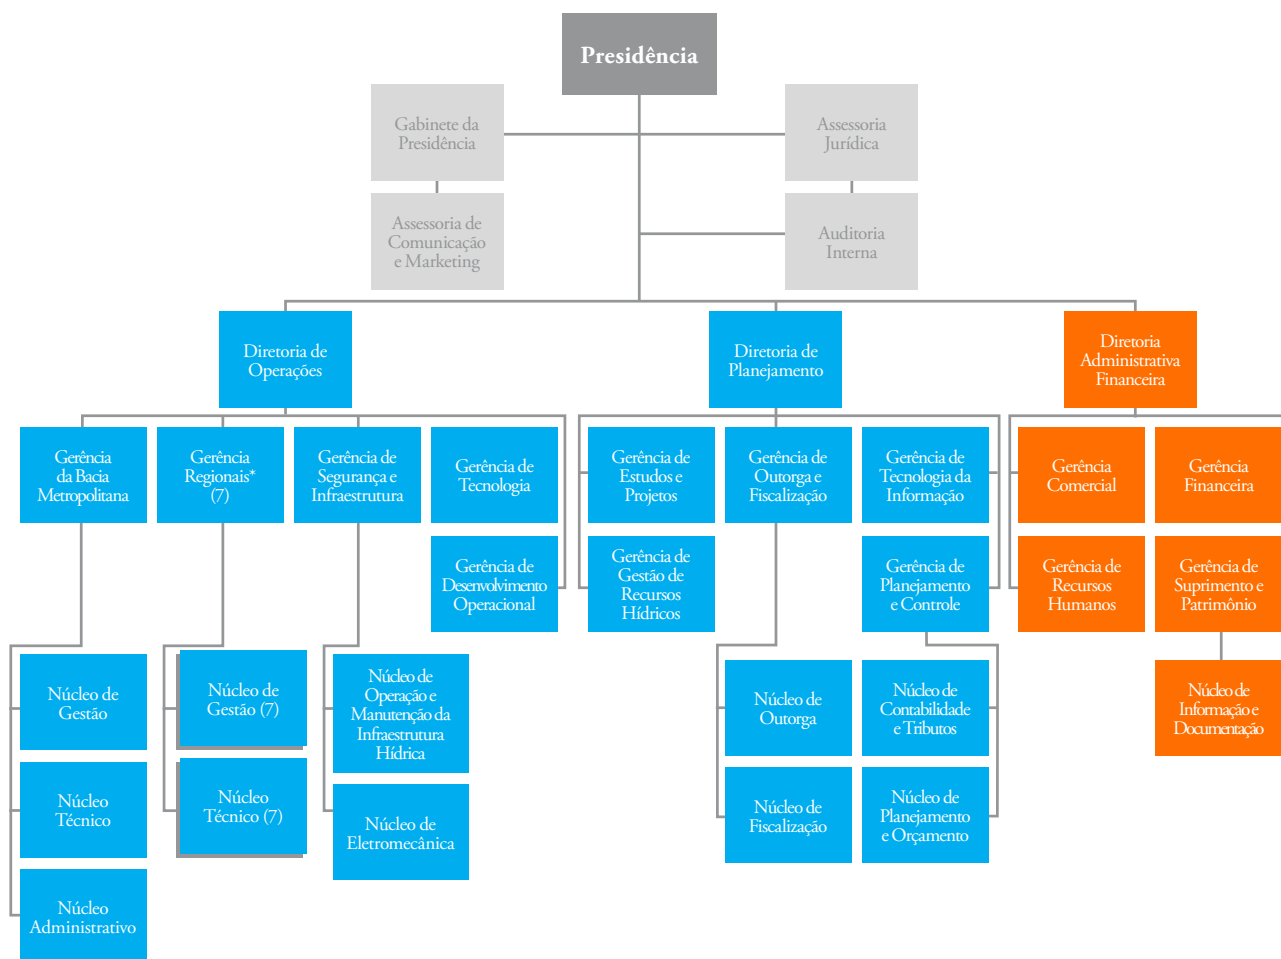 Presidência
Gabinete da
Presidência
Assessoria
Jurídica
Assessoria de
Comunicação
e Marketing
Auditoria
Interna
Diretoria de
Operações
Diretoria de
Planejamento
Diretoria
Administrativa
Financeira
Gerência
da Bacia
Metropolitana
Gerência
Regionais*
(7)
Gerência de
Segurança e
Infraestrutura
Gerência de
Tecnologia
Gerência de
Estudos e
Projetos
Gerência de
Outorga e
Fiscalização
Gerência de
Tecnologia da
Informação
Gerência
Comercial
Gerência
Financeira
Gerência de
Desenvolvimento
Operacional
Gerência de
Gestão de
Recursos
Hídricos
Gerência de
Planejamento
e Controle
Gerência de
Recursos
Humanos
Gerência de
Suprimento e
Patrimônio
Núcleo de
Gestão
Núcleo de
Gestão (7)
Núcleo de
Operação e
Manutenção da
Infraestrutura
Hídrica
Núcleo de
Outorga
Núcleo de
Contabilidade
e Tributos
Núcleo de
Informação e
Documentação
Núcleo
Técnico
Núcleo
Técnico (7)
Núcleo de
Eletromecânica
Núcleo de
Fiscalização
Núcleo de
Planejamento
e Orçamento
Núcleo
Administrativo